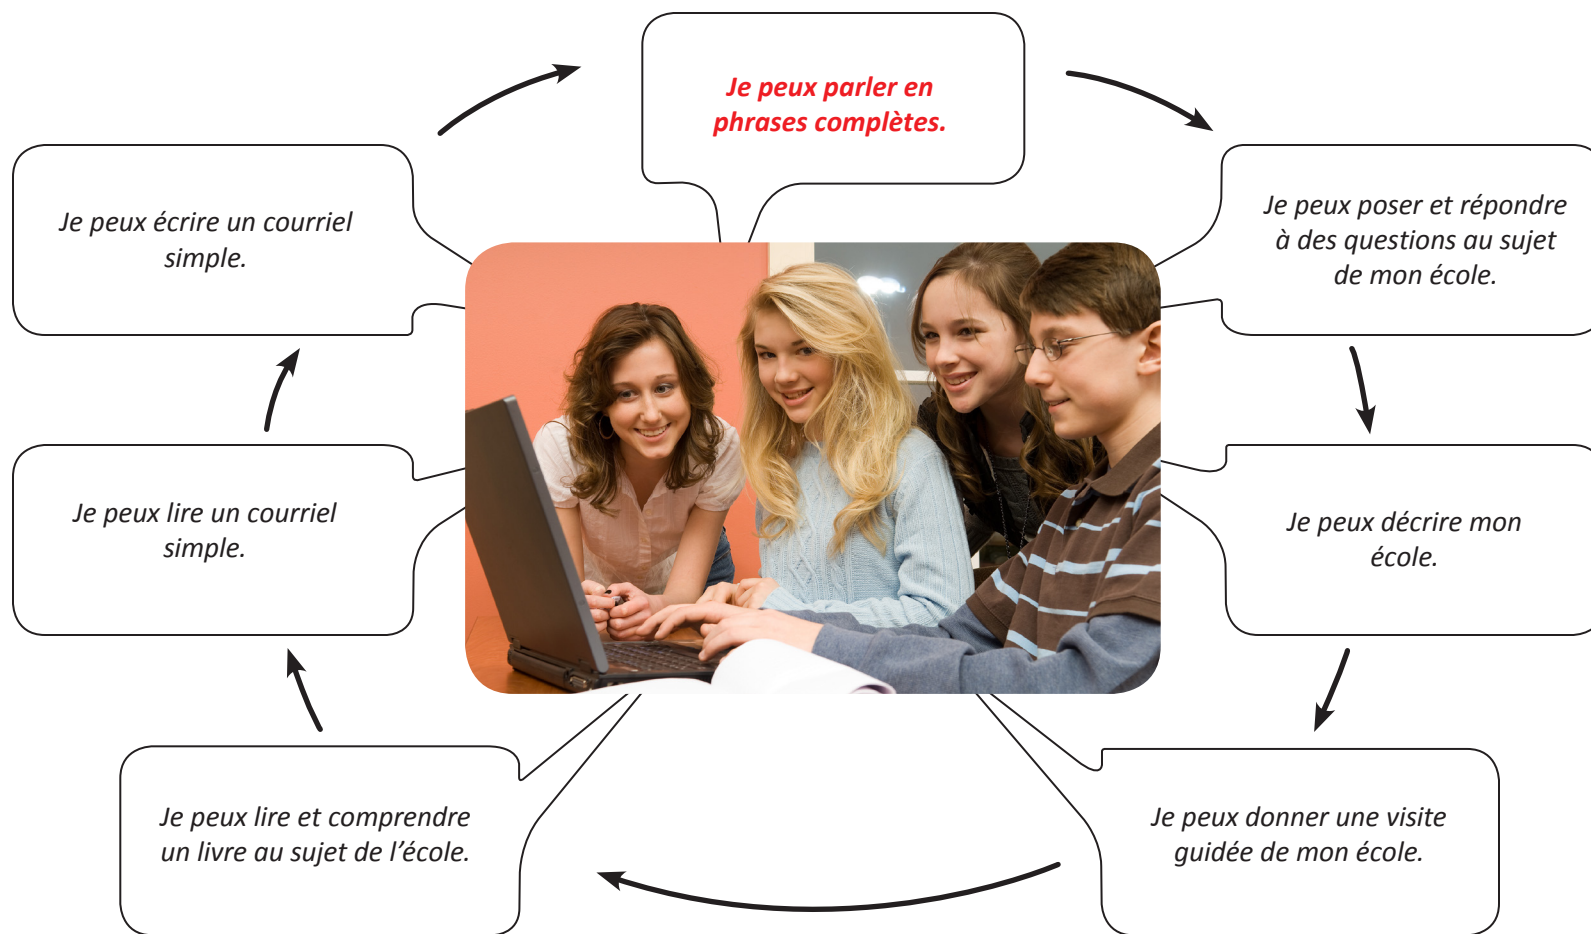 Je peux parler en
phrases complètes.
Je peux poser et répondre
à des questions au sujet
de mon école.
Je peux décrire mon
école.
Je peux donner une visite
guidée de mon école.
Je peux lire et comprendre
un livre au sujet de l’école.
Je peux lire un courriel
simple.
Je peux écrire un courriel
simple.